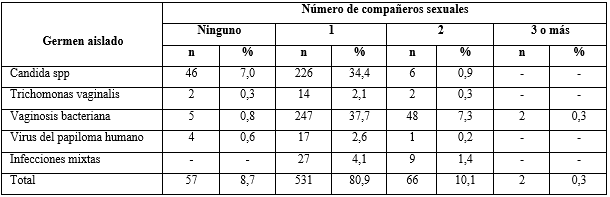 Germen aislado Número de compañeros sexuales
Ninguno 1 2 3 o más
n % n % n % n %
Candida spp 46 7,0 226 34,4 6 0,9 - -
Trichomonas vaginalis 2 0,3 14 2,1 2 0,3 - -
Vaginosis bacteriana 5 0,8 247 37,7 48 7,3 2 0,3
Virus del papiloma humano 4 0,6 17 2,6 1 0,2 - -
Infecciones mixtas - - 27 4,1 9 1,4 - -
Total 57 8,7 531 80,9 66 10,1 2 0,3